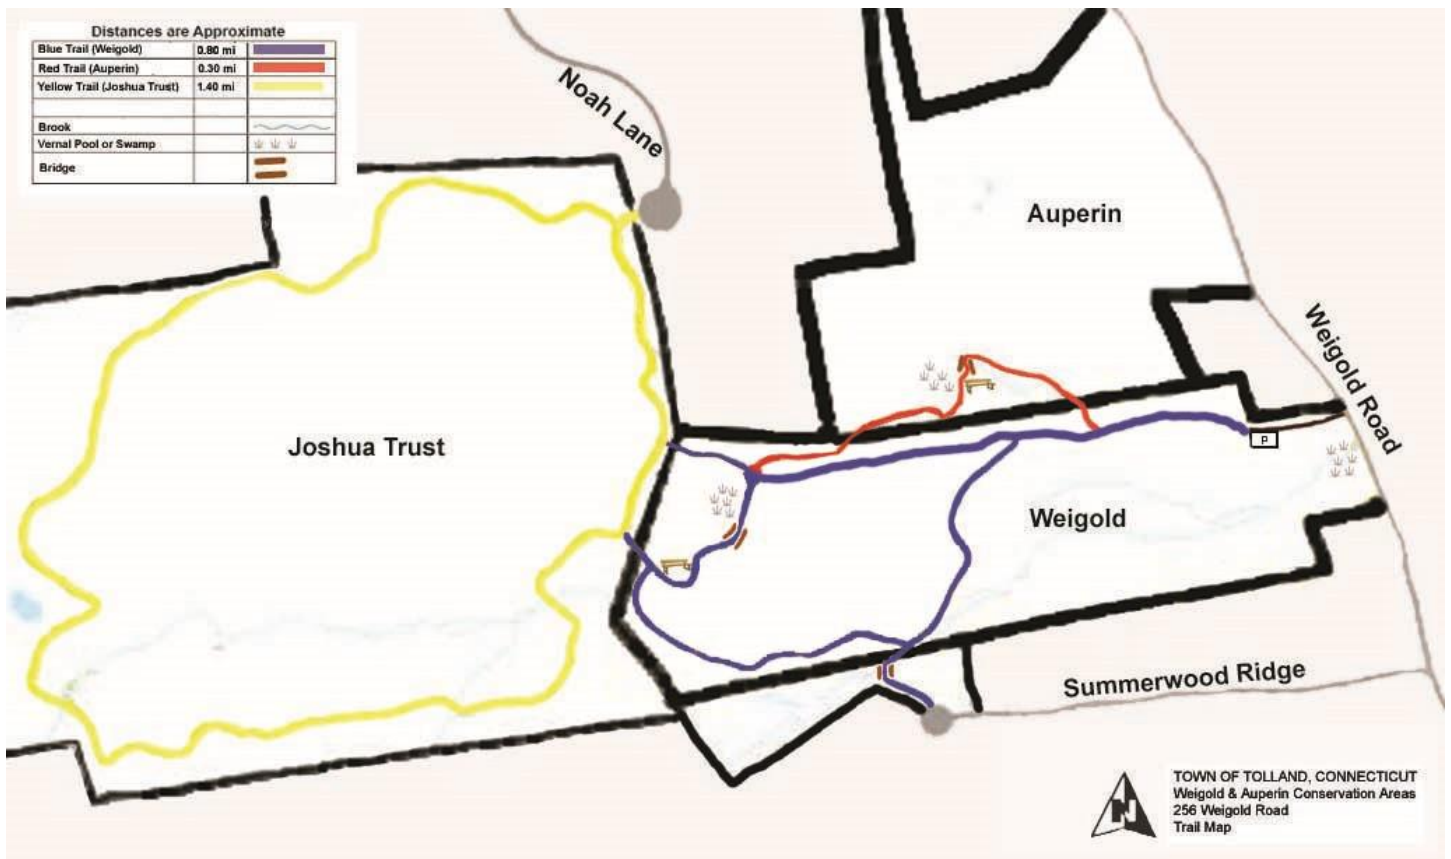 Distances are Approximate
Blue Trail (Weigold) 0.80 mi
Red Trail (Auperin) 0.30 mi
Yellow Trail (Joshua Trust) 1.40 mi
Brook
Vernal Pool or Swamp
Bridge
Noah Lane
Auperin
Weigold Road
Joshua Trust
P
Weigold
Summerwood Ridge
N
TOWN OF TOLLAND, CONNECTICUT
Weigold & Auperin Conservation Areas
256 Weigold Road
Trail Map